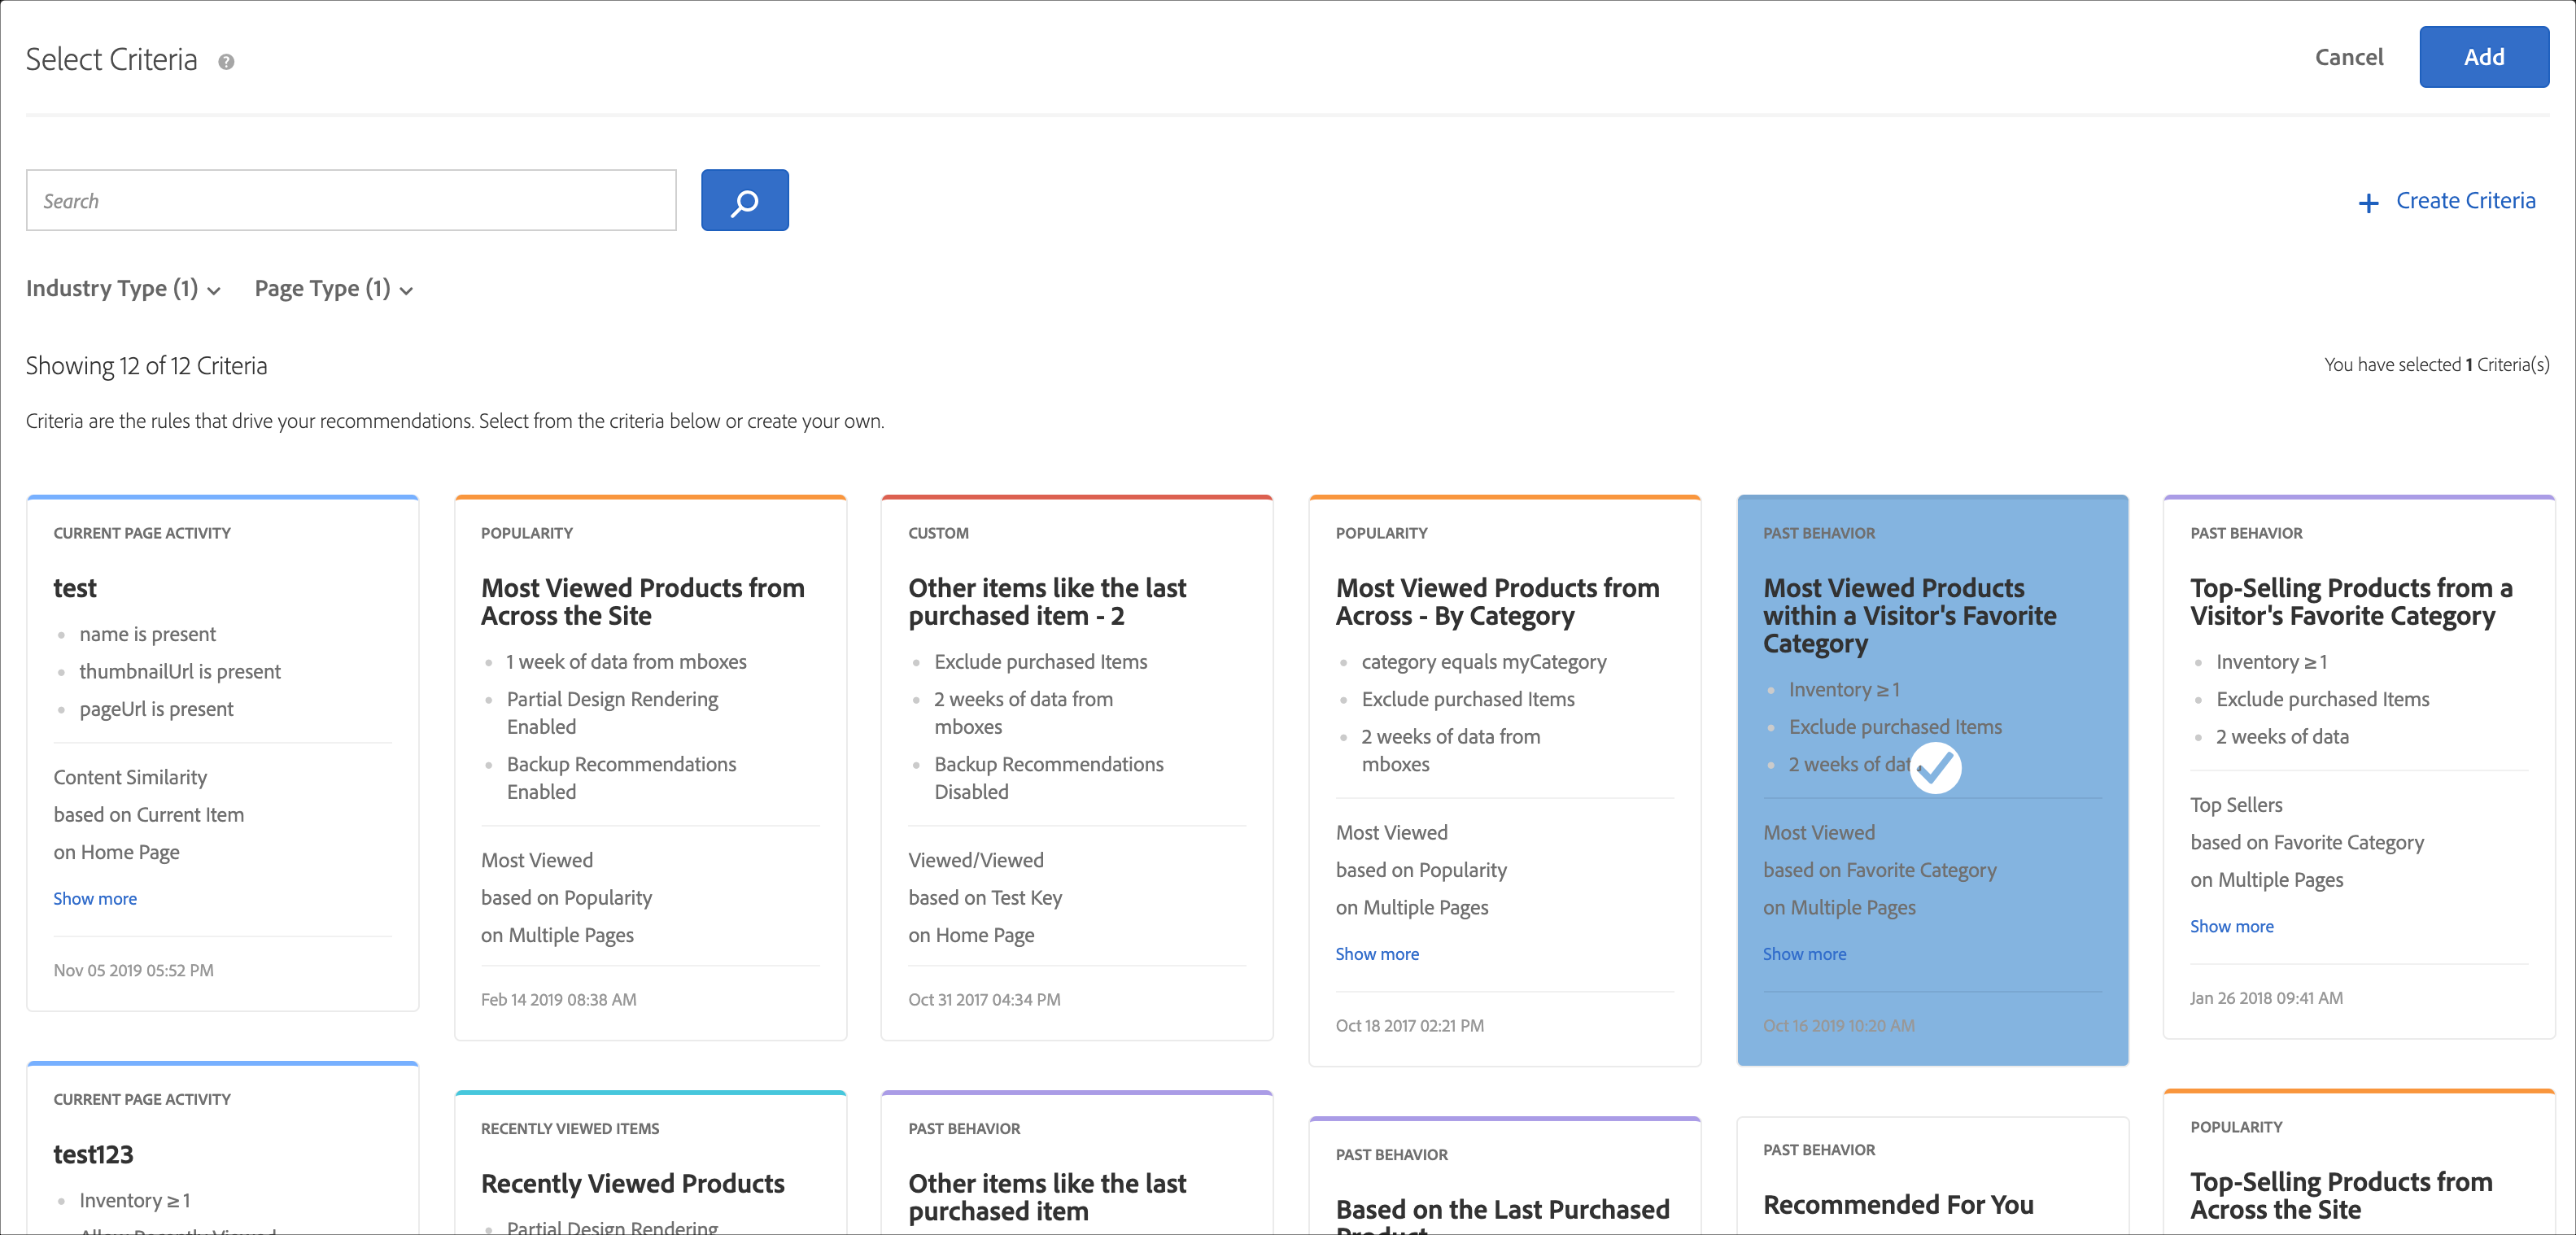 Select Criteria
Cancel
Add
Search
Create Criteria
Industry Type (1)
Page Type (1)
Showing 12 of 12 Criteria
You have selected 1 Criteria(s)
Criteria are the rules that drive your recommendations. Select from the criteria below or create your own.
CURRENT PAGE ACTIVITY
test
name is present
thumbnailUrl is present
pageUrl is present
Content Similarity
based on Current Item
on Home Page
Show more
Nov 05 2019 05:52 PM
POPULARITY
Most Viewed Products from
Across the Site
1 week of data from mboxes
Partial Design Rendering
Enabled
Backup Recommendations
Enabled
Most Viewed
based on Popularity
on Multiple Pages
Feb 14 2019 08:38 AM
CUSTOM
Other items like the last
purchased item - 2
Exclude purchased Items
2 weeks of data from
mboxes
Backup Recommendations
Disabled
Viewed/Viewed
based on Test Key
on Home Page
Oct 31 2017 04:34 PM
POPULARITY
Most Viewed Products from
Across - By Category
category equals myCategory
Exclude purchased Items
2 weeks of data from
mboxes
Most Viewed
based on Popularity
on Multiple Pages
Show more
Oct 18 2017 02:21 PM
PAST BEHAVIOR
Most Viewed Products
within a Visitor's Favorite
Category
Inventory ≥ 1
Exclude purchased Items
2 weeks of data
Most Viewed
based on Favorite Category
on Multiple Pages
Show more
Oct 16 2019 10:20 AM
PAST BEHAVIOR
Top-Selling Products from a
Visitor's Favorite Category
Inventory ≥ 1
Exclude purchased Items
2 weeks of data
Top Sellers
based on Favorite Category
on Multiple Pages
Show more
Jan 26 2018 09:41 AM
CURRENT PAGE ACTIVITY
test123
Inventory ≥ 1
Allow Recently Viewed
RECENTLY VIEWED ITEMS
Recently Viewed Products
Partial Design Rendering
PAST BEHAVIOR
Other items like the last
purchased item
PAST BEHAVIOR
Based on the Last Purchased
Product
PAST BEHAVIOR
Recommended For You
POPULARITY
Top-Selling Products from
Across the Site